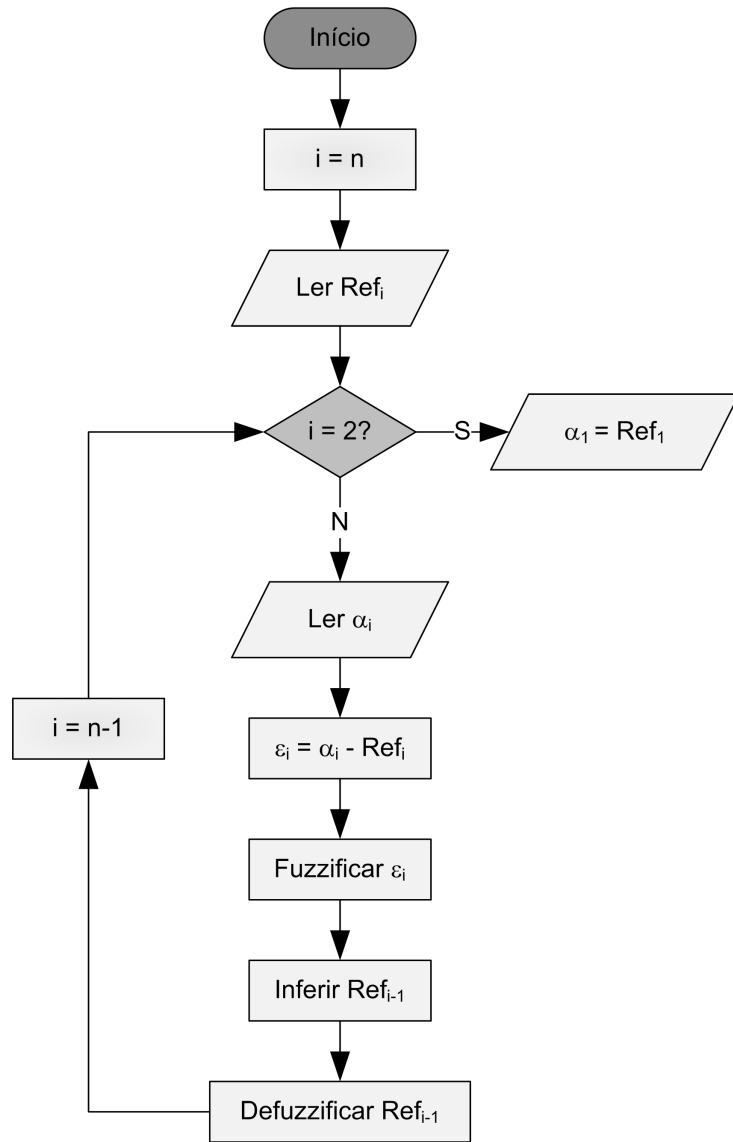 Início
i = n
Ler Refᵢ
i = 2?
S
α₁ = Ref₁
N
Ler αᵢ
i = n-1
εᵢ = αᵢ - Refᵢ
Fuzzificar εᵢ
Inferir Refᵢ₋₁
Defuzzificar Refᵢ₋₁